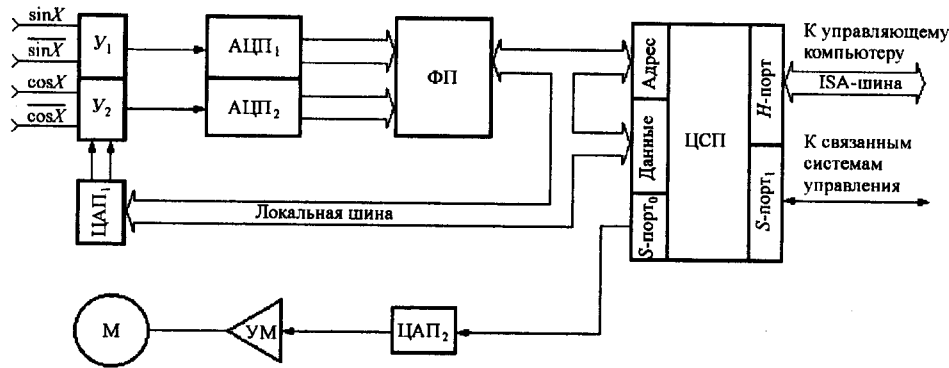 sinX
sinX
cosX
cosX
У₁
У₂
АЦП₁
АЦП₂
ФП
ЦАП₁
Локальная шина
Адрес
Данные
S-порт₀
ЦСП
H-порт
S-порт₁
К управляющему
компьютеру
ISA-шина
К связанным
системам
управления
М
УМ
ЦАП₂